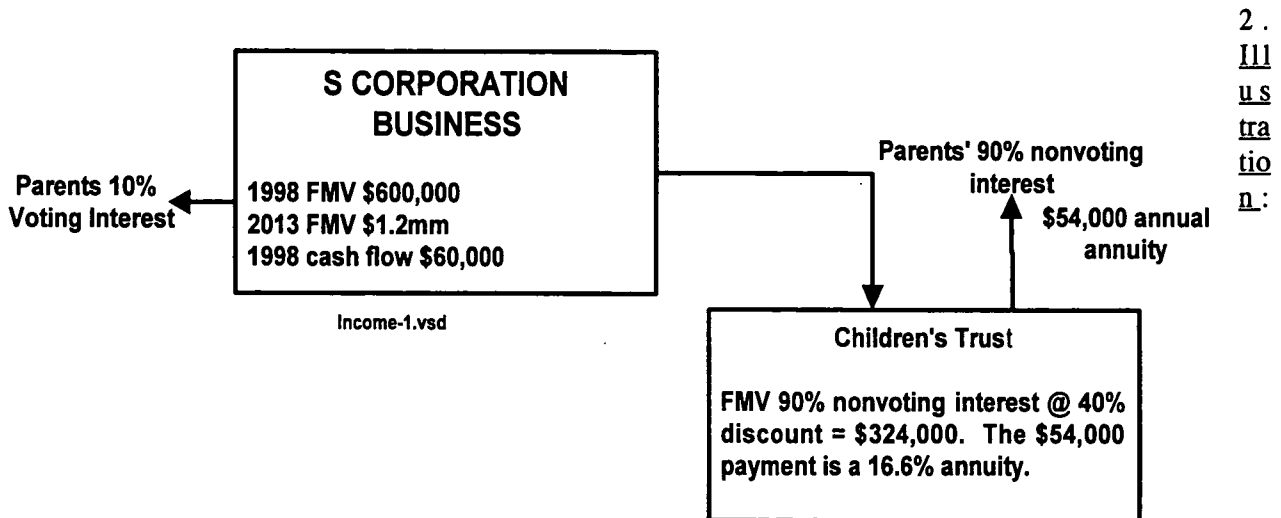 2 .
Ill
u s
tra
tio
n :
S CORPORATION
BUSINESS
1998 FMV $600,000
2013 FMV $1.2mm
1998 cash flow $60,000
Parents 10%
Voting Interest
Income-1.vsd
Parents' 90% nonvoting
interest
$54,000 annual
annuity
Children's Trust
FMV 90% nonvoting interest @ 40%
discount = $324,000. The $54,000
payment is a 16.6% annuity.